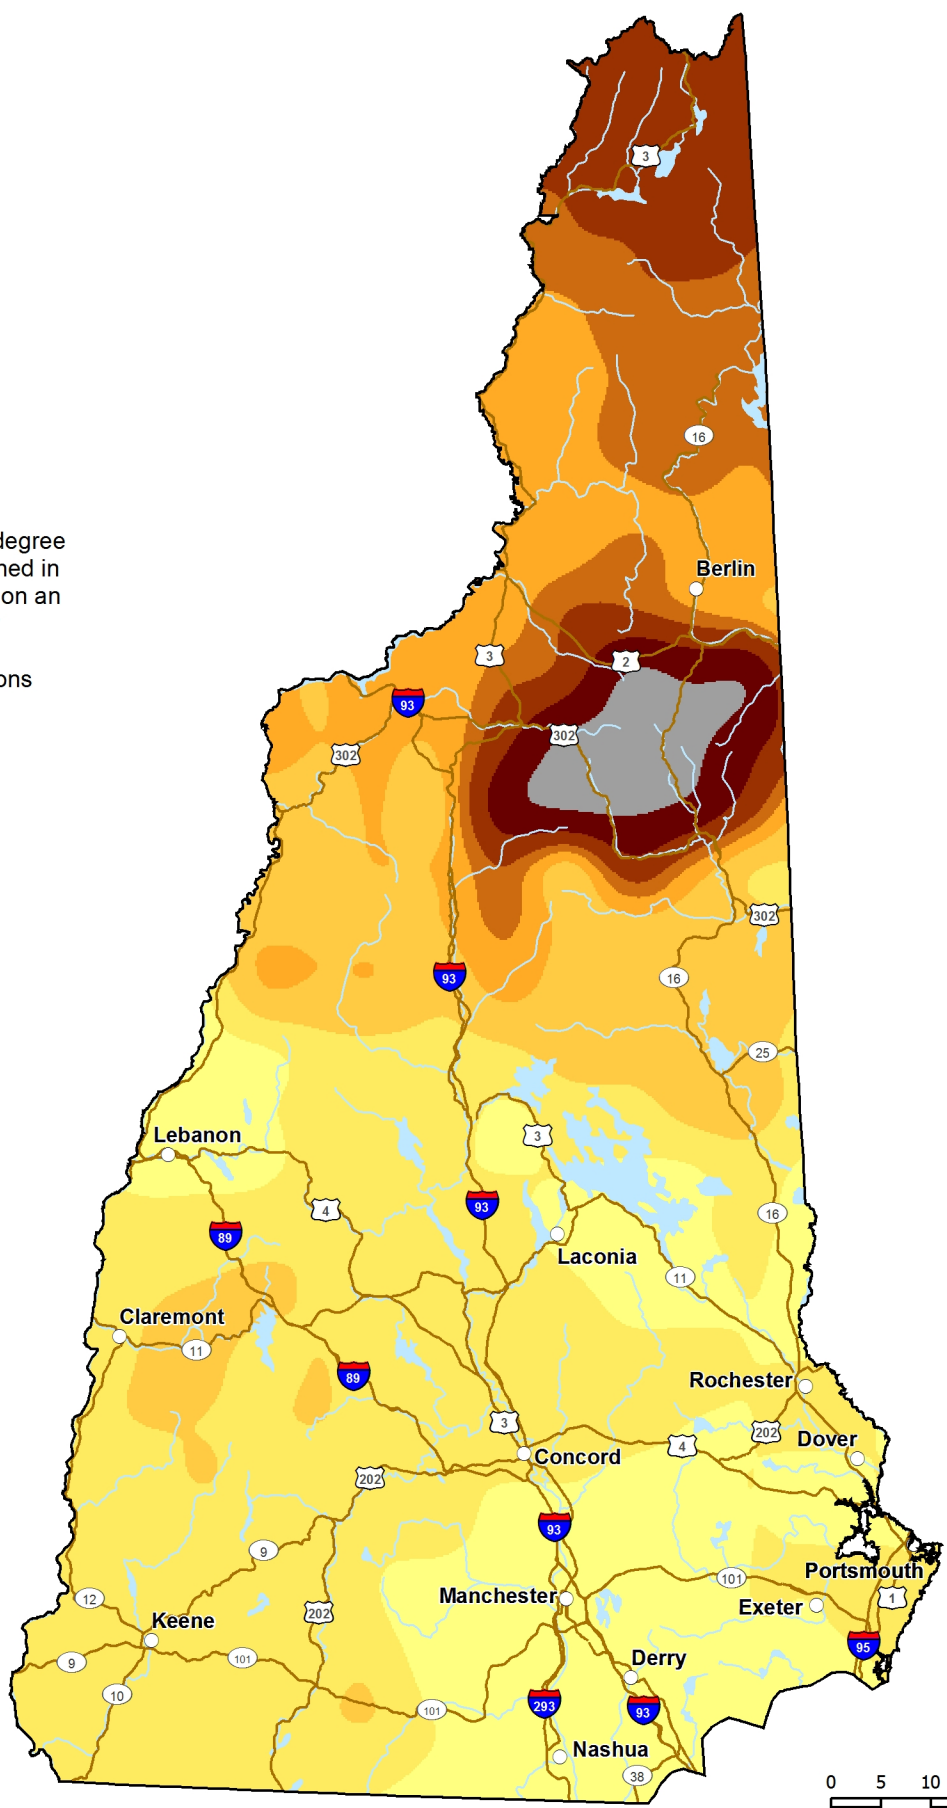 3
16
degree
ned in
on an
Berlin
3
2
ons
93
302
302
302
93
16
25
Lebanon
3
4
93
16
89
Laconia
11
Claremont
11
89
Rochester
3
202
4
Dover
Concord
202
93
9
Portsmouth
101
12
Manchester
Exeter
1
202
Keene
95
101
9
Derry
10
293
93
101
Nashua
38
0 5 10